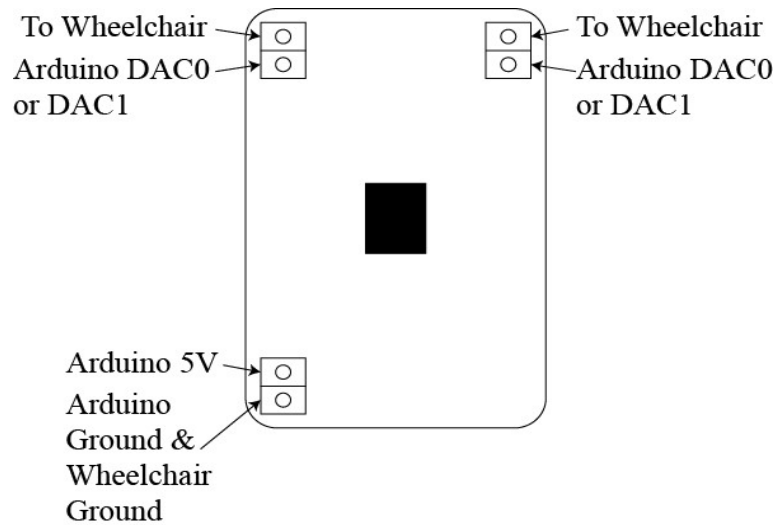 To Wheelchair
Arduino DAC0
or DAC1
To Wheelchair
Arduino DAC0
or DAC1
Arduino 5V
Arduino
Ground &
Wheelchair
Ground